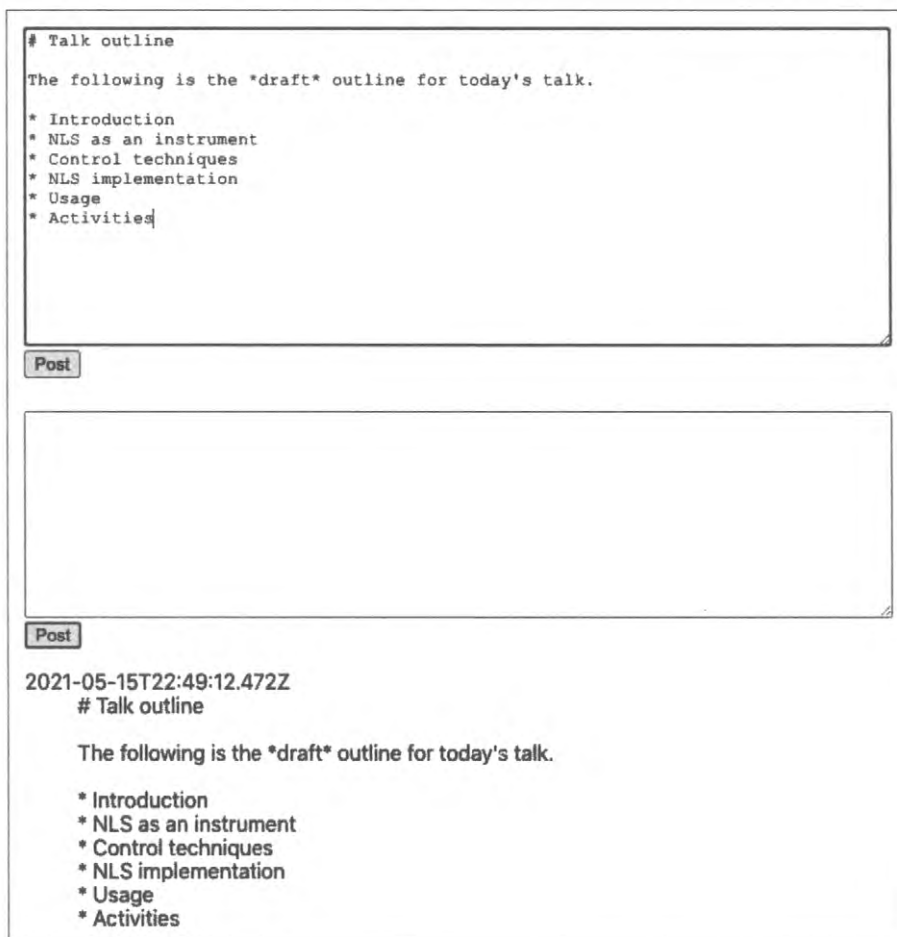 # Talk outline
The following is the *draft* outline for today's talk.
* Introduction
* NLS as an instrument
* Control techniques
* NLS implementation
* Usage
* Activities
Post
Post
2021-05-15T22:49:12.472Z
# Talk outline
The following is the *draft* outline for today's talk.
* Introduction
* NLS as an instrument
* Control techniques
* NLS implementation
* Usage
* Activities